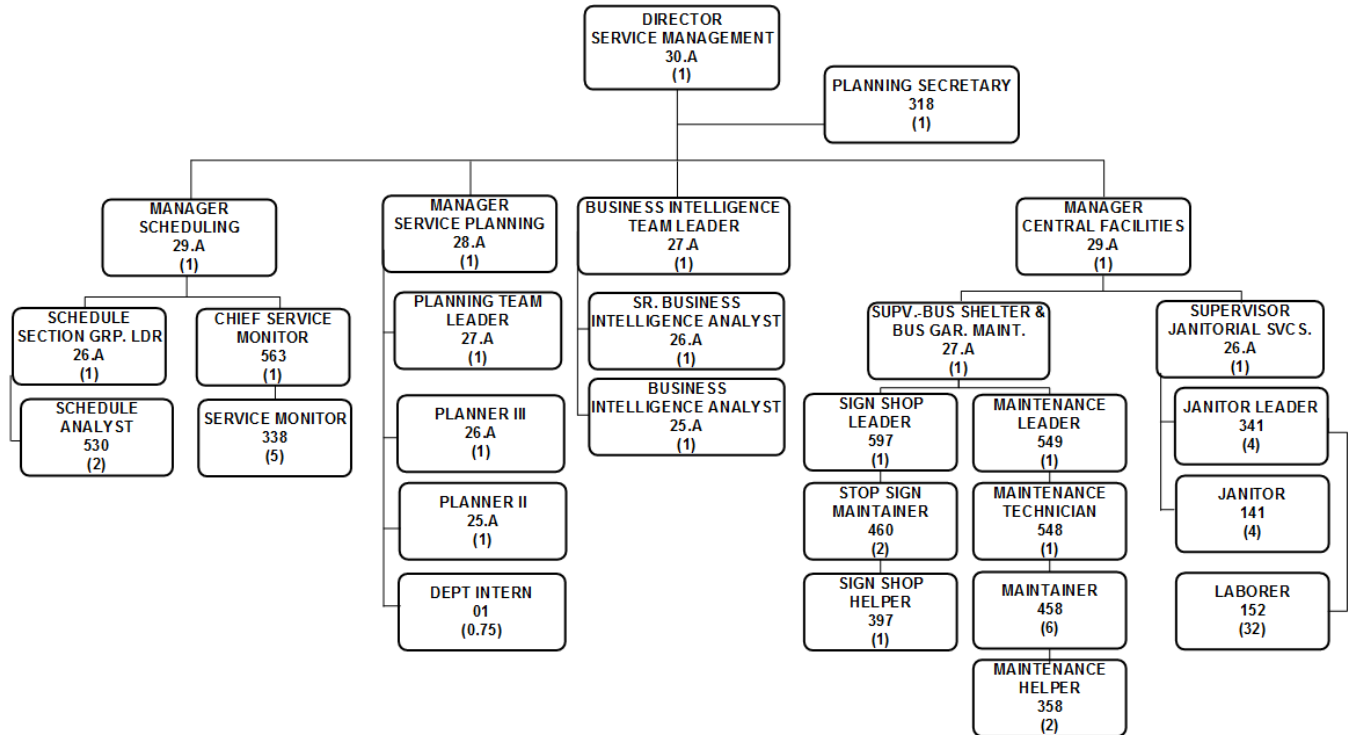 DIRECTOR
SERVICE MANAGEMENT
30.A
(1)
PLANNING SECRETARY
318
(1)
MANAGER
SCHEDULING
29.A
(1)
SCHEDULE
SECTION GRP. LDR
26.A
(1)
SCHEDULE
ANALYST
530
(2)
CHIEF SERVICE
MONITOR
563
(1)
SERVICE MONITOR
338
(5)
MANAGER
SERVICE PLANNING
28.A
(1)
PLANNING TEAM
LEADER
27.A
(1)
PLANNER III
26.A
(1)
PLANNER II
25.A
(1)
DEPT INTERN
01
(0.75)
BUSINESS INTELLIGENCE
TEAM LEADER
27.A
(1)
SR. BUSINESS
INTELLIGENCE ANALYST
26.A
(1)
BUSINESS
INTELLIGENCE ANALYST
25.A
(1)
MANAGER
CENTRAL FACILITIES
29.A
(1)
SUPV.-BUS SHELTER &
BUS GAR. MAINT.
27.A
(1)
SIGN SHOP
LEADER
597
(1)
STOP SIGN
MAINTAINER
460
(2)
SIGN SHOP
HELPER
397
(1)
MAINTENANCE
LEADER
549
(1)
MAINTENANCE
TECHNICIAN
548
(1)
MAINTAINER
458
(6)
MAINTENANCE
HELPER
358
(2)
SUPERVISOR
JANITORIAL SVCS.
26.A
(1)
JANITOR LEADER
341
(4)
JANITOR
141
(4)
LABORER
152
(32)